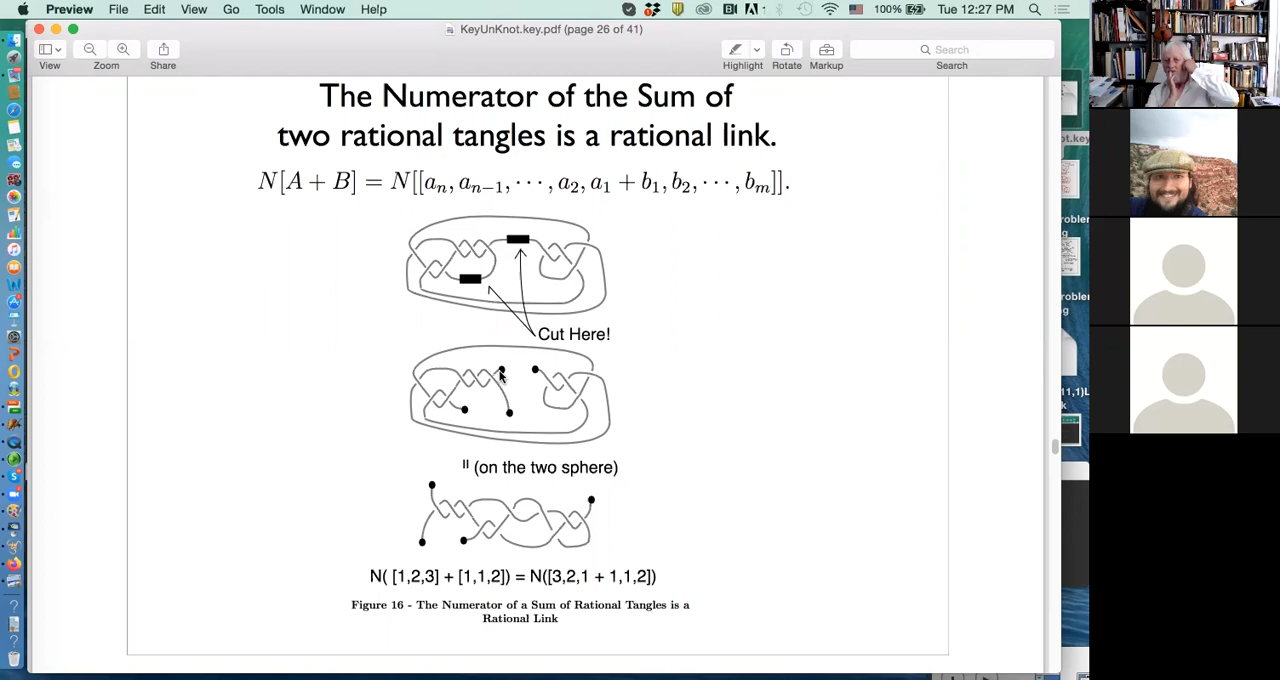 Preview File Edit View Go Tools Window Help 100% Tue 12:27 PM
KeyUnKnot.key.pdf (page 26 of 41)
Search
View Zoom Share Highlight Rotate Markup Search
The Numerator of the Sum of
two rational tangles is a rational link.
N[A + B] = N[[a_n, a_{n−1}, ⋯, a_2, a_1 + b_1, b_2, ⋯, b_m]].
Cut Here!
(on the two sphere)
N( [1,2,3] + [1,1,2]) = N([3,2,1 + 1,1,2])
Figure 16 - The Numerator of a Sum of Rational Tangles is a
Rational Link